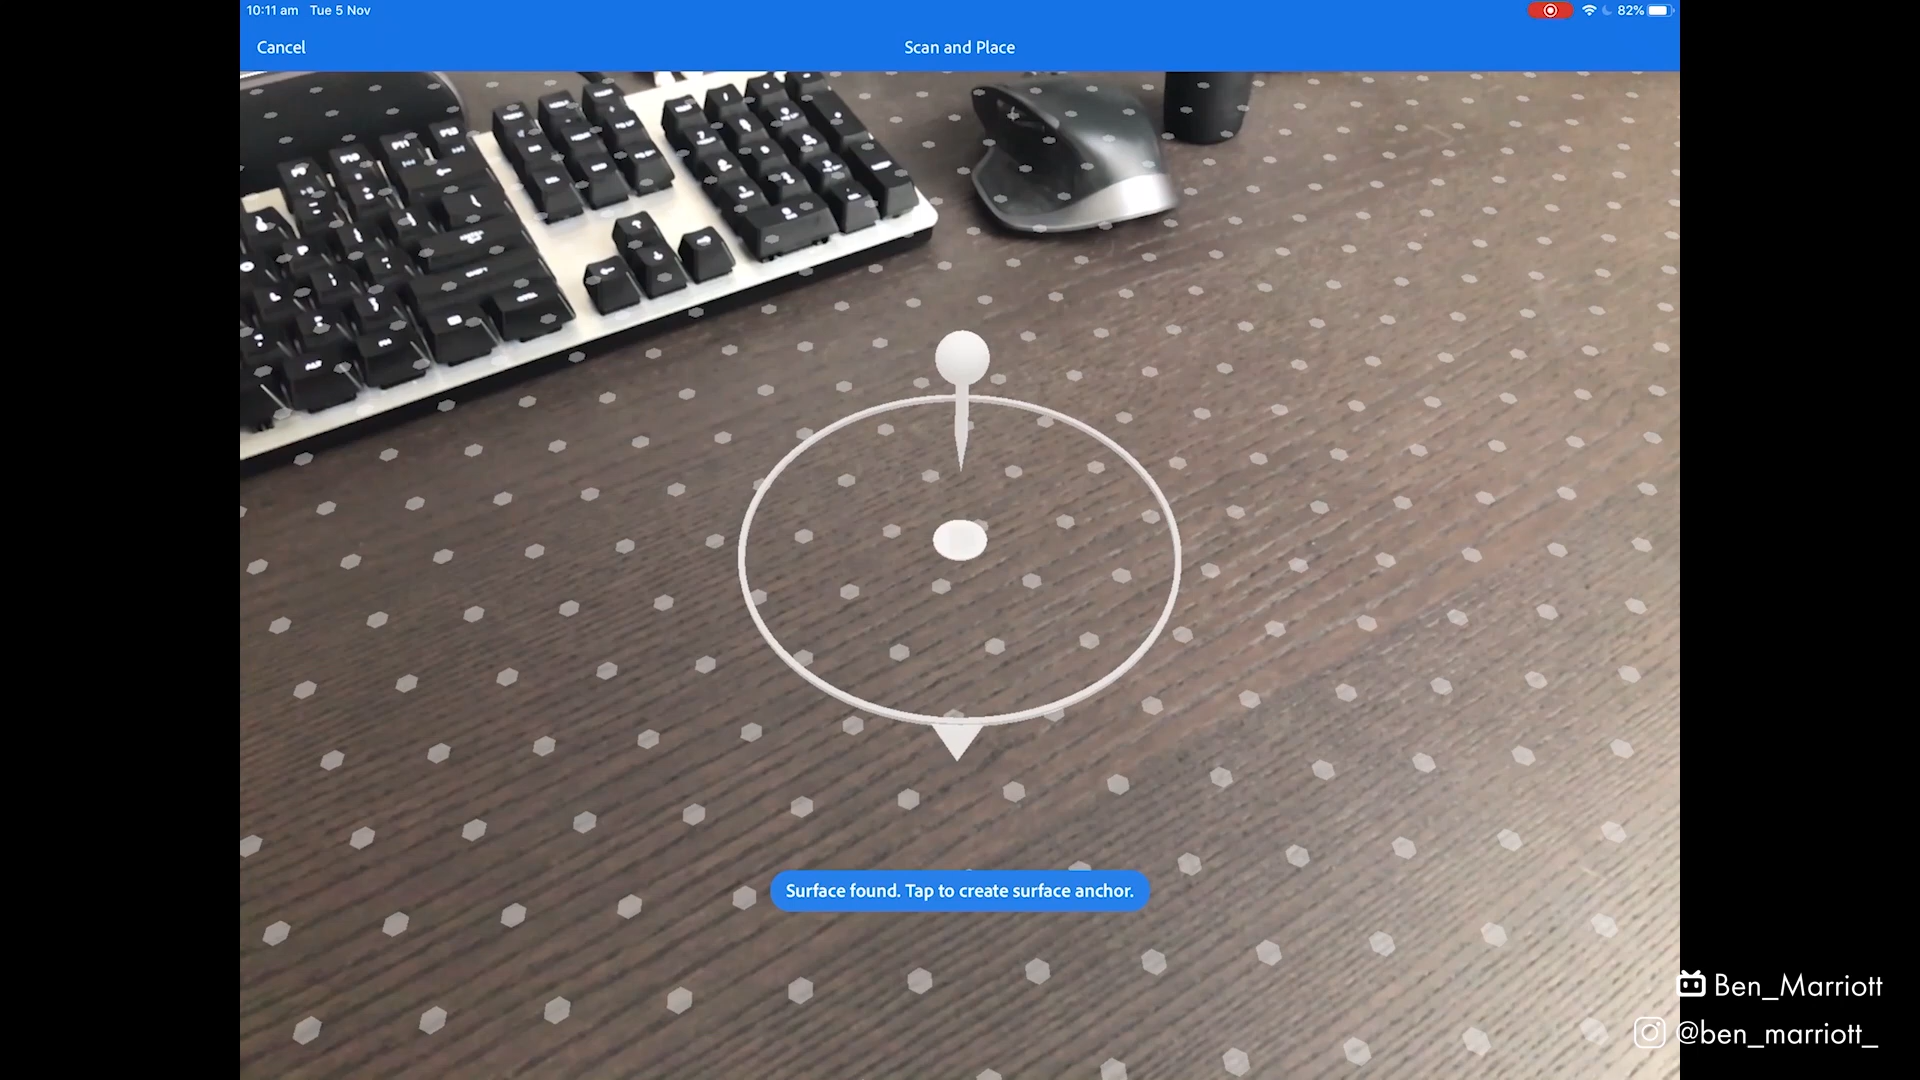 10:11 am Tue 5 Nov
82%
Cancel
Scan and Place
Surface found. Tap to create surface anchor.
Ben_Marriott
@ben_marriott_